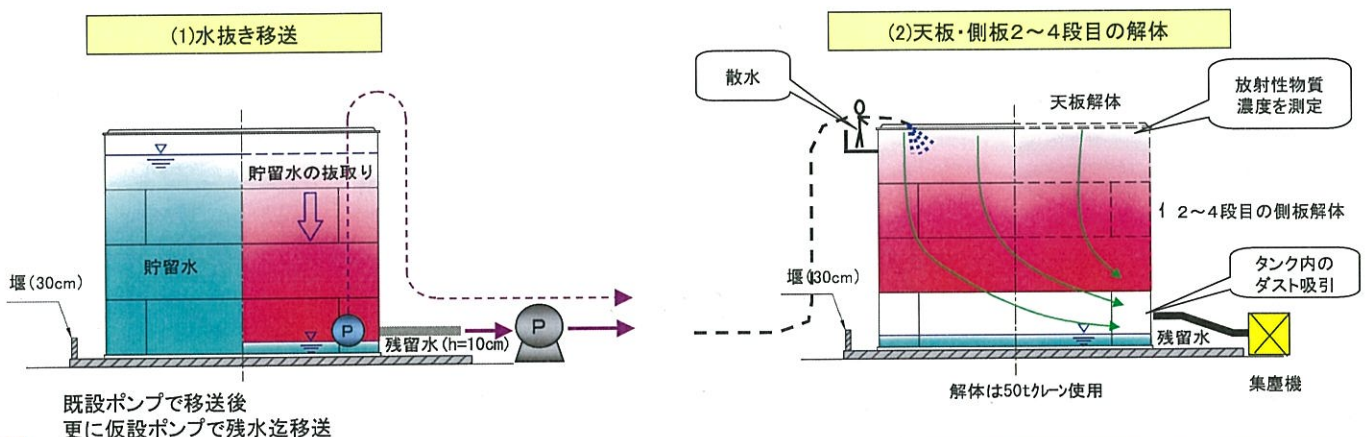 (1)水抜き移送
貯留水の抜取り
貯留水
堰(30cm)
P
P
残留水(h=10cm)
既設ポンプで移送後
更に仮設ポンプで残水迄移送
(2)天板・側板2~4段目の解体
散水
天板解体
放射性物質
濃度を測定
2~4段目の側板解体
堰(30cm)
タンク内の
ダスト吸引
残留水
解体は50tクレーン使用
集塵機